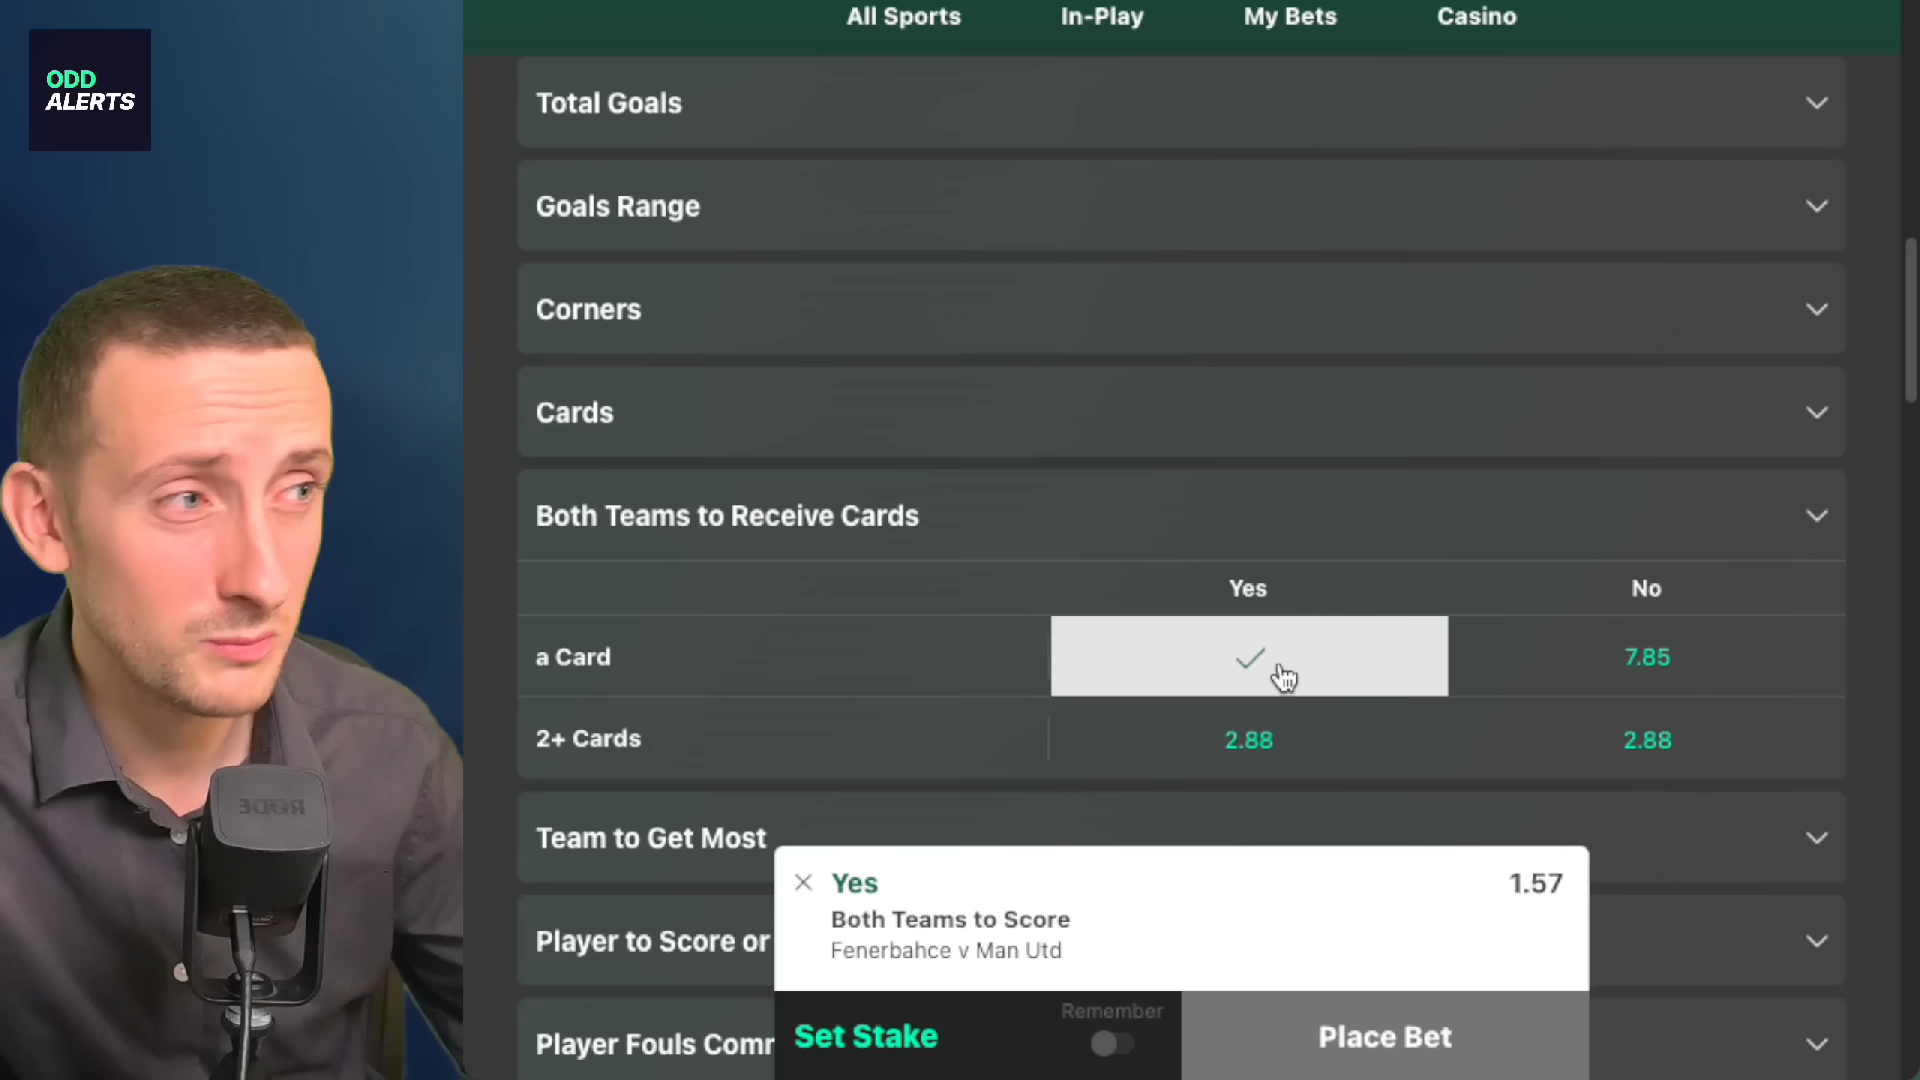 ODD
ALERTS
All Sports In-Play My Bets Casino
Total Goals
Goals Range
Corners
Cards
Both Teams to Receive Cards
Yes No
a Card 7.85
2+ Cards 2.88 2.88
Team to Get Most
Yes 1.57
Both Teams to Score
Fenerbahce v Man Utd
Player to Score or
Remember
Set Stake Place Bet
Player Fouls Comm
RØDE